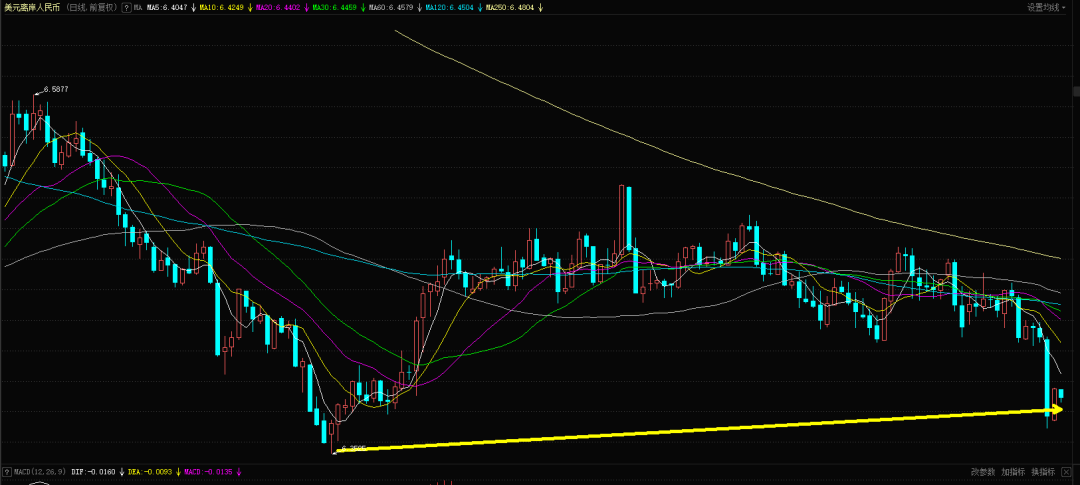 美元离岸人民币 (日线.前复权) ? MA MA5:6.4047 ↓ MA10:6.4249 ↓ MA20:6.4402 ↓ MA30:6.4459 ↓ MA60:6.4579 ↓ MA120:6.4504 ↓ MA250:6.4804 ↓ 设置均线
6.5877
? MACD(12,26,9) DIF:-0.0160 ↓ DEA:-0.0093 ↓ MACD:-0.0135 ↓ 改参数 加指标 换指标